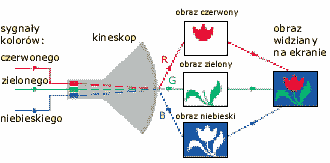 sygnały
kolorów:
czerwonego
zielonego
niebieskiego
kineskop
R
G
B
obraz czerwony
obraz zielony
obraz niebieski
obraz
widziany
na ekranie